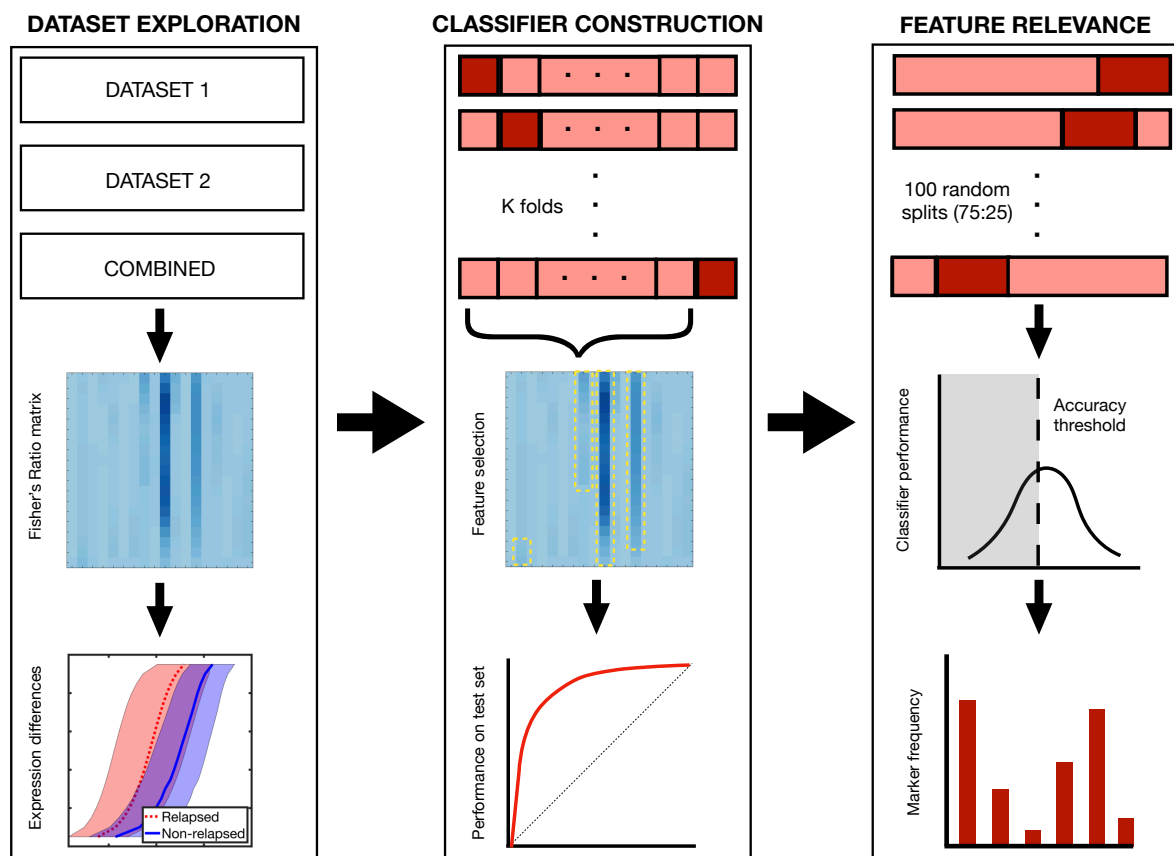 DATASET EXPLORATION
DATASET 1
DATASET 2
COMBINED
Fisher's Ratio matrix
Expression differences
Relapsed
Non-relapsed
CLASSIFIER CONSTRUCTION
K folds
Feature selection
Performance on test set
FEATURE RELEVANCE
100 random
splits (75:25)
Classifier performance
Accuracy
threshold
Marker frequency